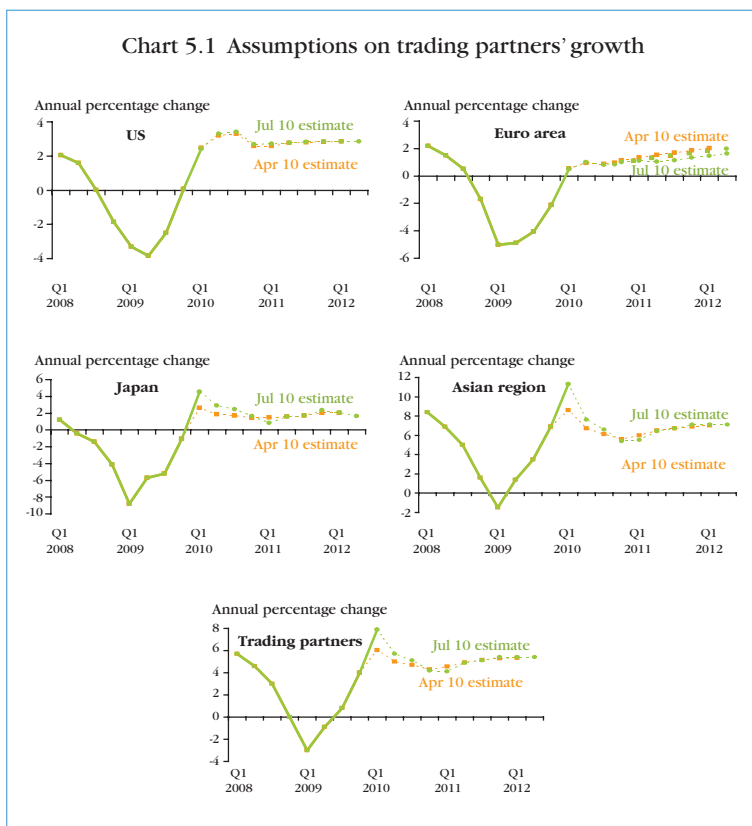 Chart 5.1 Assumptions on trading partners' growth
Annual percentage change
US
Jul 10 estimate
Apr 10 estimate
4
2
0
-2
-4
Q1 Q1 Q1 Q1 Q1
2008 2009 2010 2011 2012
Annual percentage change
Euro area
Apr 10 estimate
Jul 10 estimate
4
2
0
-2
-4
-6
Q1 Q1 Q1 Q1 Q1
2008 2009 2010 2011 2012
Annual percentage change
Japan
Jul 10 estimate
Apr 10 estimate
6
4
2
0
-2
-4
-6
-8
-10
Q1 Q1 Q1 Q1 Q1
2008 2009 2010 2011 2012
Annual percentage change
Asian region
Jul 10 estimate
Apr 10 estimate
12
10
8
6
4
2
0
-2
Q1 Q1 Q1 Q1 Q1
2008 2009 2010 2011 2012
Annual percentage change
Trading partners
Jul 10 estimate
Apr 10 estimate
8
6
4
2
0
-2
-4
Q1 Q1 Q1 Q1 Q1
2008 2009 2010 2011 2012